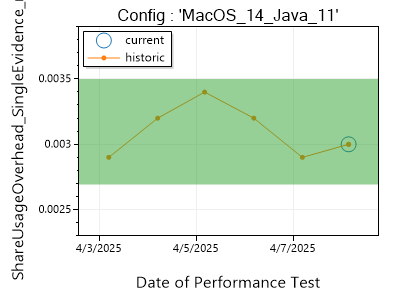 Config : 'MacOS_14_Java_11'
current
historic
ShareUsageOverhead_SingleEvidence_
0.0035
0.003
0.0025
4/3/2025
4/5/2025
4/7/2025
Date of Performance Test